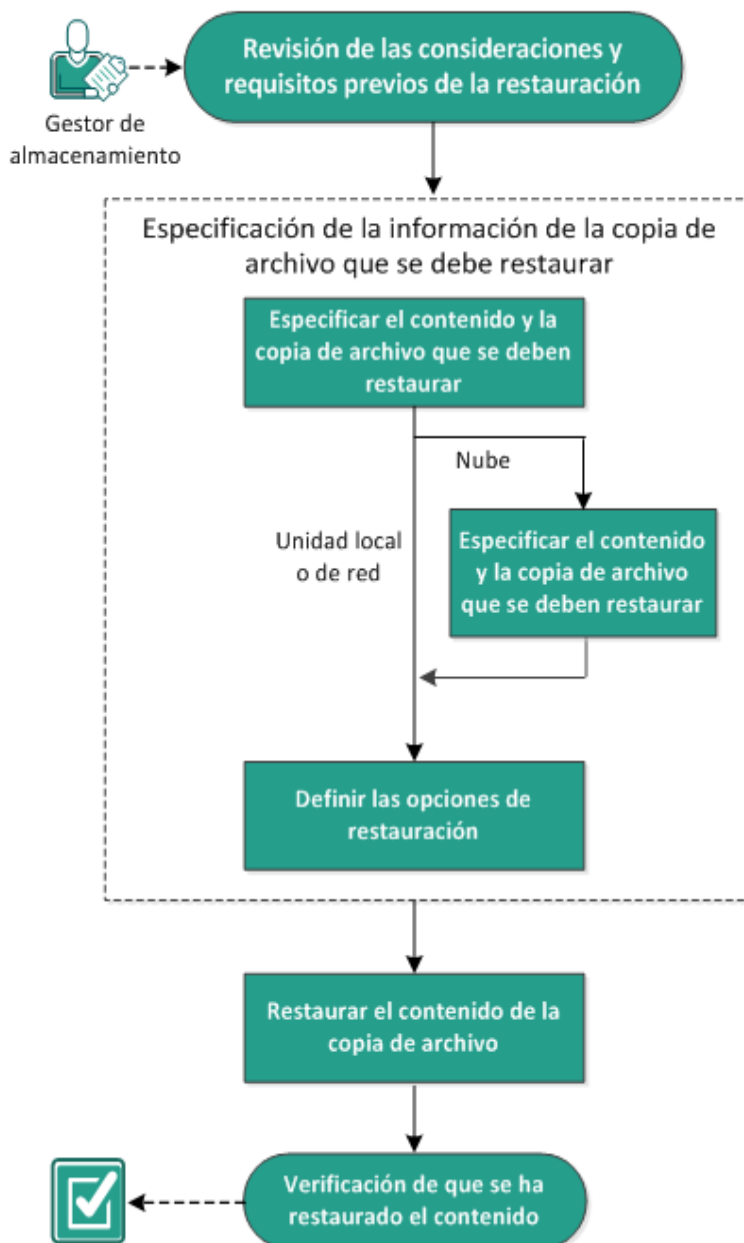 Revisión de las consideraciones y
requisitos previos de la restauración
Gestor de
almacenamiento
Especificación de la información de la copia de
archivo que se debe restaurar
Especificar el contenido y la
copia de archivo que se deben
restaurar
Nube
Unidad local
o de red
Especificar el contenido
y la copia de archivo
que se deben restaurar
Definir las opciones de
restauración
Restaurar el contenido de la
copia de archivo
Verificación de que se ha
restaurado el contenido